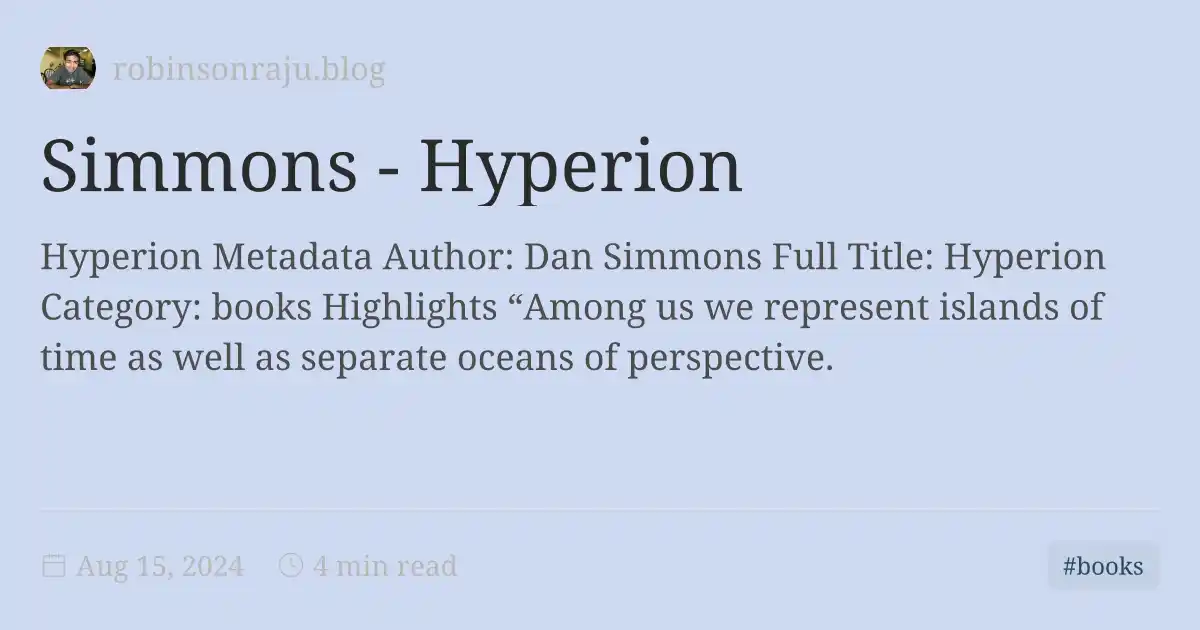 robinsonraju.blog
Simmons - Hyperion
Hyperion Metadata Author: Dan Simmons Full Title: Hyperion
Category: books Highlights “Among us we represent islands of
time as well as separate oceans of perspective.
Aug 15, 2024 4 min read #books